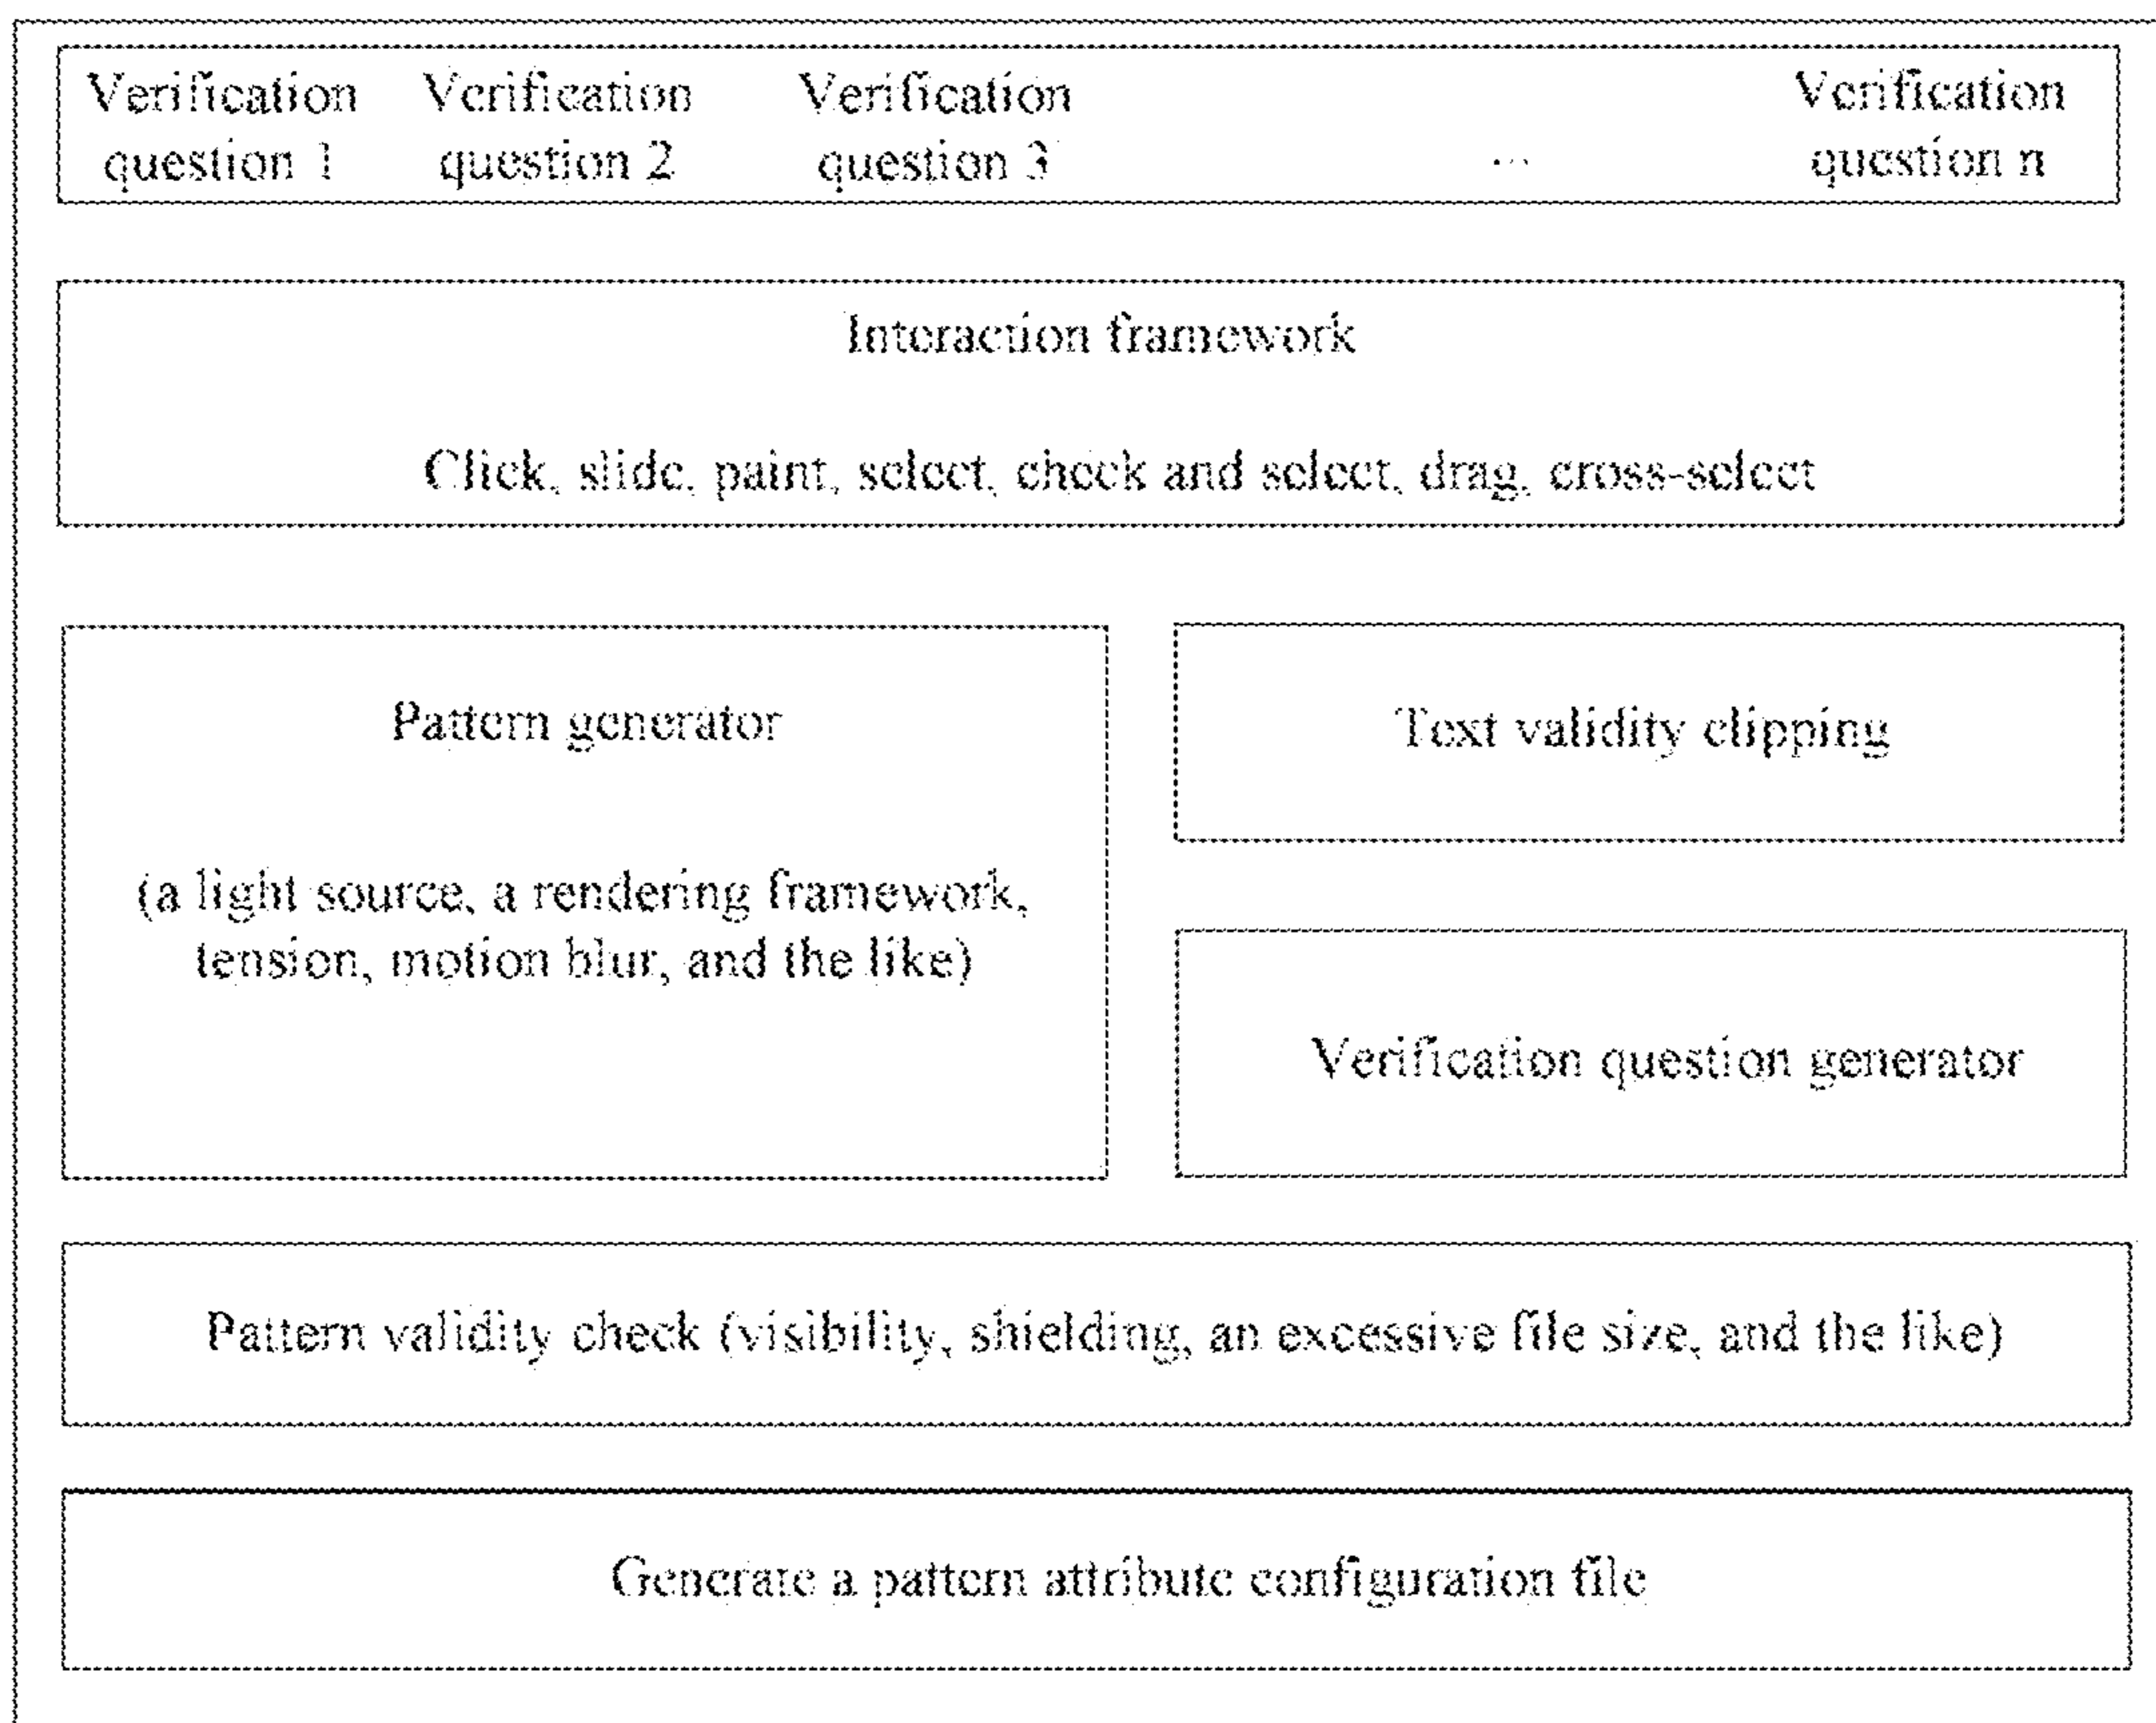 Verification Verification Verification Verification
question 1 question 2 question 3 ... question n
Interaction framework
Click, slide, paint, select, check and select, drag, cross-select
Pattern generator
(a light source, a rendering framework,
tension, motion blur, and the like)
Text validity clipping
Verification question generator
Pattern validity check (visibility, shielding, an excessive file size, and the like)
Generate a pattern attribute configuration file